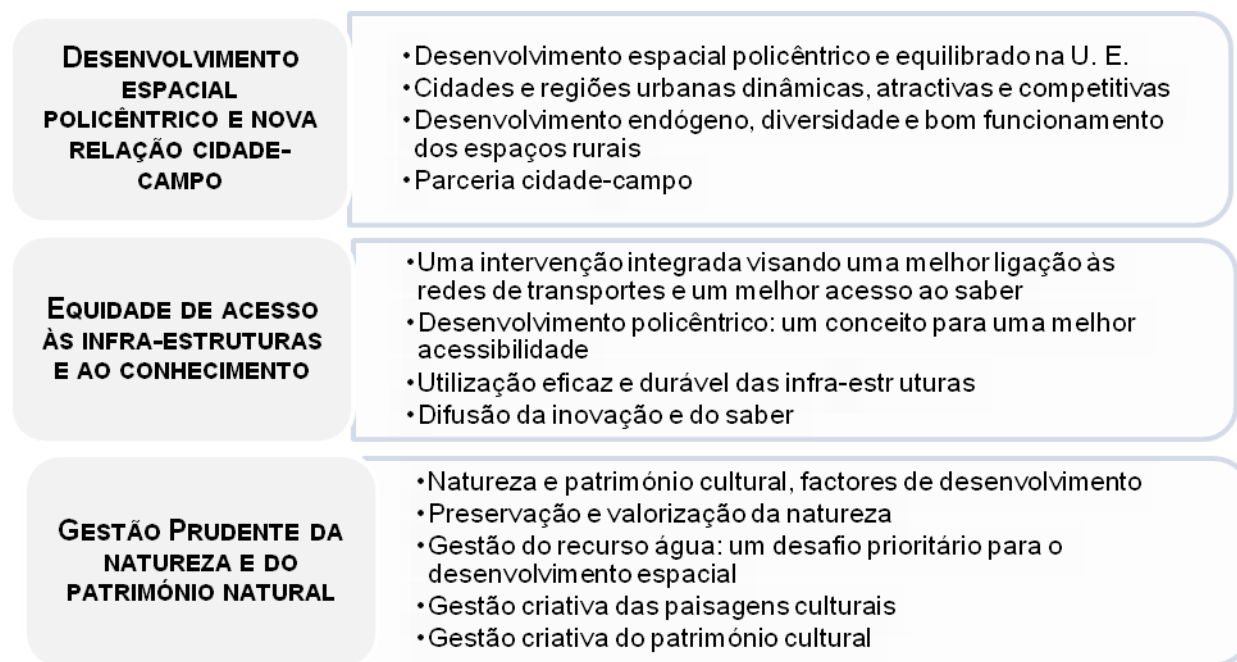 DESENVOLVIMENTO
ESPACIAL
POLICÊNTRICO E NOVA
RELAÇÃO CIDADE-
CAMPO
•Desenvolvimento espacial policêntrico e equilibrado na U. E.
•Cidades e regiões urbanas dinâmicas, atractivas e competitivas
•Desenvolvimento endógeno, diversidade e bom funcionamento
dos espaços rurais
•Parceria cidade-campo
EQUIDADE DE ACESSO
ÀS INFRA-ESTRUTURAS
E AO CONHECIMENTO
•Uma intervenção integrada visando uma melhor ligação às
redes de transportes e um melhor acesso ao saber
•Desenvolvimento policêntrico: um conceito para uma melhor
acessibilidade
•Utilização eficaz e durável das infra-estr uturas
•Difusão da inovação e do saber
GESTÃO PRUDENTE DA
NATUREZA E DO
PATRIMÓNIO NATURAL
•Natureza e património cultural, factores de desenvolvimento
•Preservação e valorização da natureza
•Gestão do recurso água: um desafio prioritário para o
desenvolvimento espacial
•Gestão criativa das paisagens culturais
•Gestão criativa do património cultural